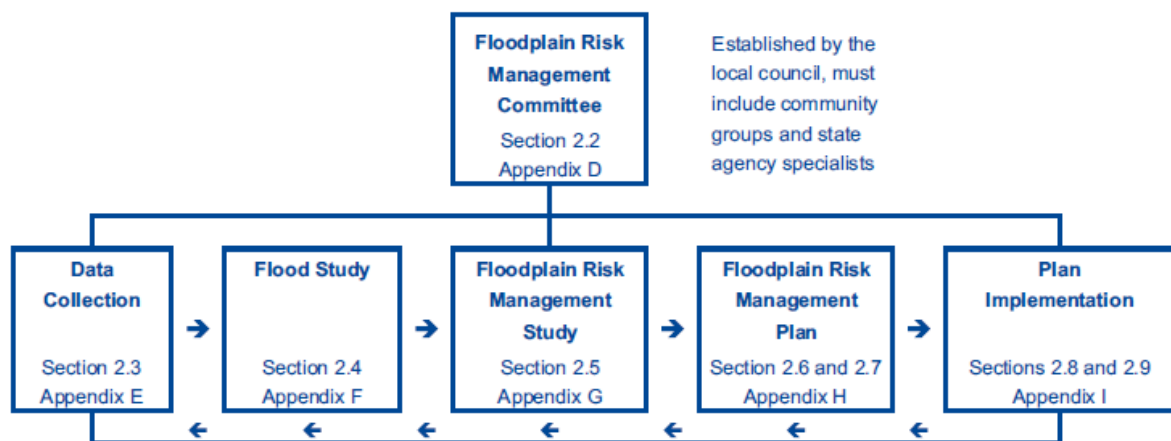 Floodplain Risk
Management
Committee
Section 2.2
Appendix D
Established by the
local council, must
include community
groups and state
agency specialists
Data
Collection
Section 2.3
Appendix E
Flood Study
Section 2.4
Appendix F
Floodplain Risk
Management
Study
Section 2.5
Appendix G
Floodplain Risk
Management
Plan
Section 2.6 and 2.7
Appendix H
Plan
Implementation
Sections 2.8 and 2.9
Appendix I